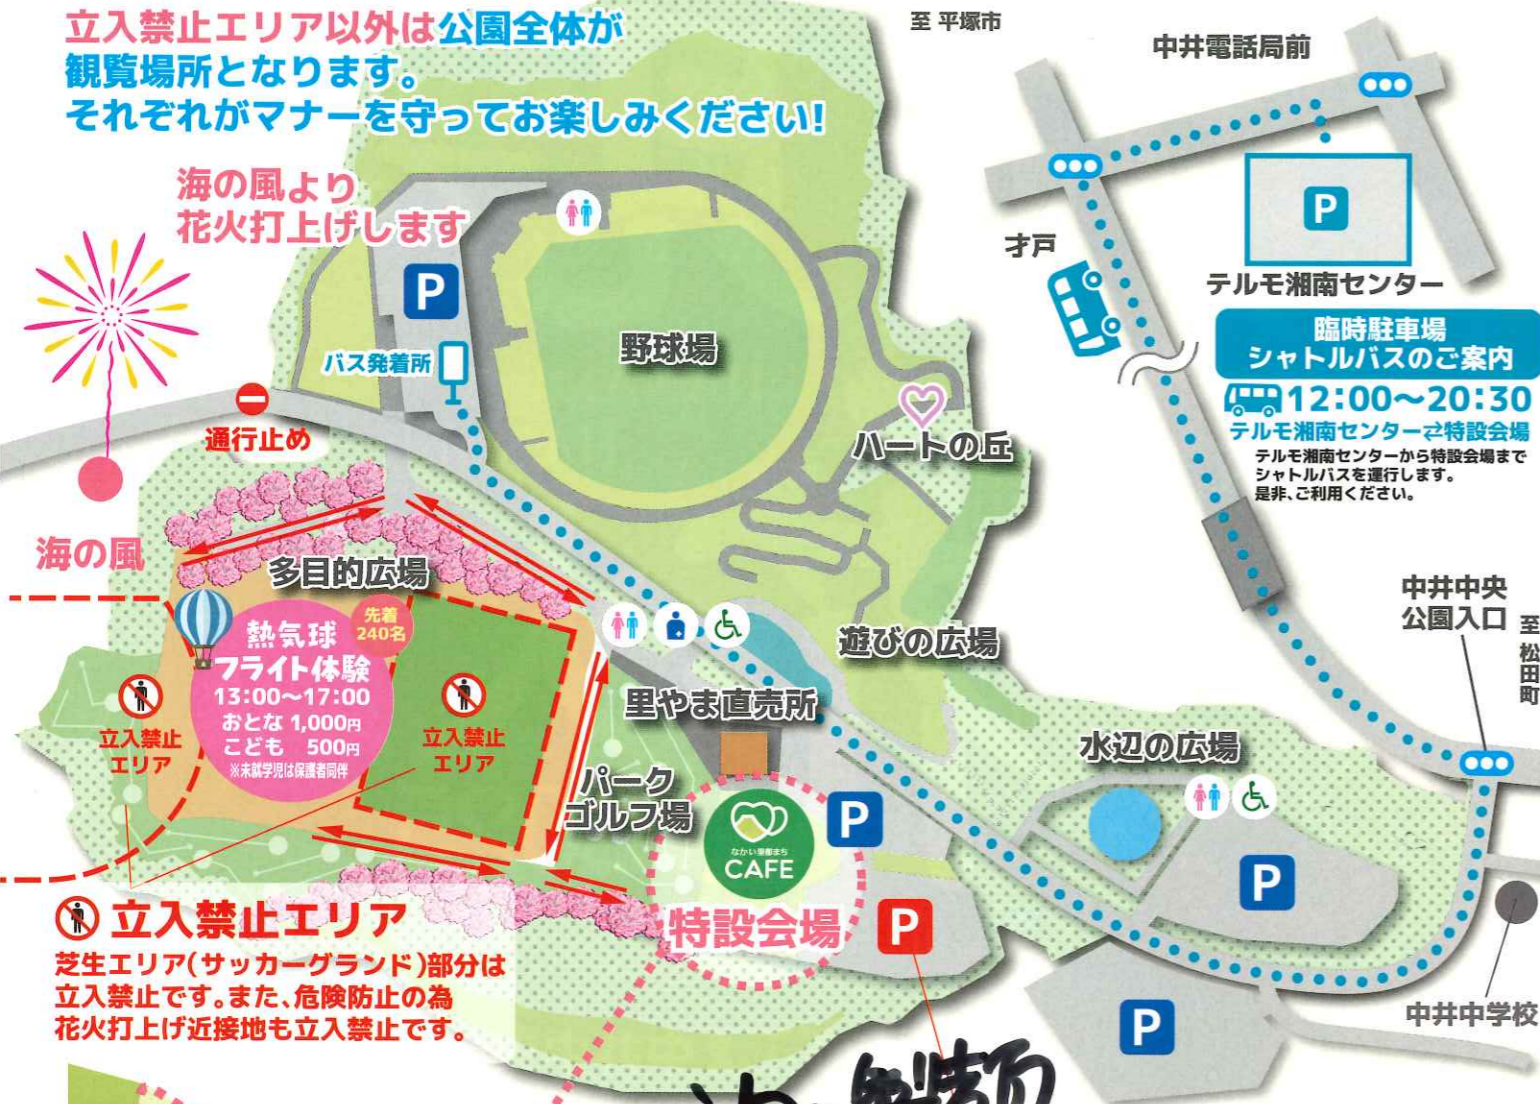 立入禁止エリア以外は公園全体が
観覧場所となります。
それぞれがマナーを守ってお楽しみください!
至 平塚市
中井電話局前
海の風より
花火打上げします
P
P
才戸
テルモ湘南センター
臨時駐車場
シャトルバスのご案内
12:00～20:30
テルモ湘南センター⇄特設会場
テルモ湘南センターから特設会場まで
シャトルバスを運行します。
是非、ご利用ください。
バス発着所
野球場
通行止め
ハートの丘
海の風
多目的広場
先着
240名
熱気球
フライト体験
13:00～17:00
おとな 1,000円
こども 500円
※未就学児は保護者同伴
立入禁止
エリア
立入禁止
エリア
中井中央
公園入口
至
松
田
町
遊びの広場
里やま直売所
水辺の広場
パーク
ゴルフ場
P
なかい里都まち
CAFE
特設会場
P
P
P
中井中学校
立入禁止エリア
芝生エリア(サッカーグランド)部分は
立入禁止です。また、危険防止の為
花火打上げ近接地も立入禁止です。